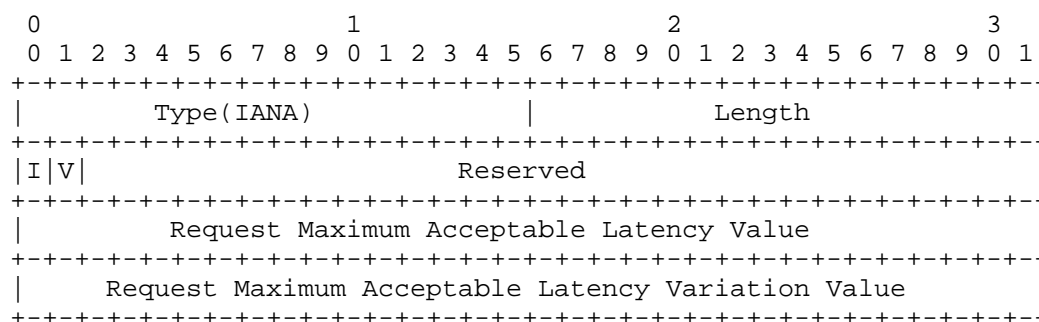 0                   1                   2                   3
 0 1 2 3 4 5 6 7 8 9 0 1 2 3 4 5 6 7 8 9 0 1 2 3 4 5 6 7 8 9 0 1
+-+-+-+-+-+-+-+-+-+-+-+-+-+-+-+-+-+-+-+-+-+-+-+-+-+-+-+-+-+-+-+--
|        Type(IANA)             |           Length
+-+-+-+-+-+-+-+-+-+-+-+-+-+-+-+-+-+-+-+-+-+-+-+-+-+-+-+-+-+-+-+--
|I|V|                       Reserved
+-+-+-+-+-+-+-+-+-+-+-+-+-+-+-+-+-+-+-+-+-+-+-+-+-+-+-+-+-+-+-+--
|         Request Maximum Acceptable Latency Value
+-+-+-+-+-+-+-+-+-+-+-+-+-+-+-+-+-+-+-+-+-+-+-+-+-+-+-+-+-+-+-+--
|     Request Maximum Acceptable Latency Variation Value
+-+-+-+-+-+-+-+-+-+-+-+-+-+-+-+-+-+-+-+-+-+-+-+-+-+-+-+-+-+-+-+--